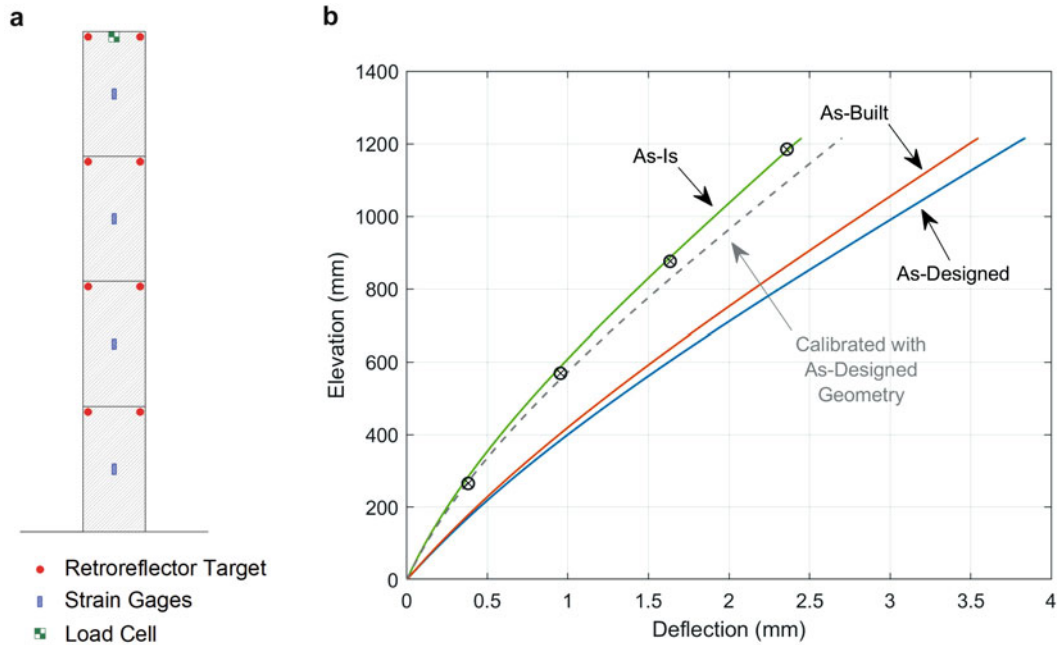 a
Retroreflector Target
Strain Gages
Load Cell
b
1400
1200
1000
800
600
400
200
0
Elevation (mm)
As-Is
As-Built
As-Designed
Calibrated with
As-Designed
Geometry
0 0.5 1 1.5 2 2.5 3 3.5 4
Deflection (mm)